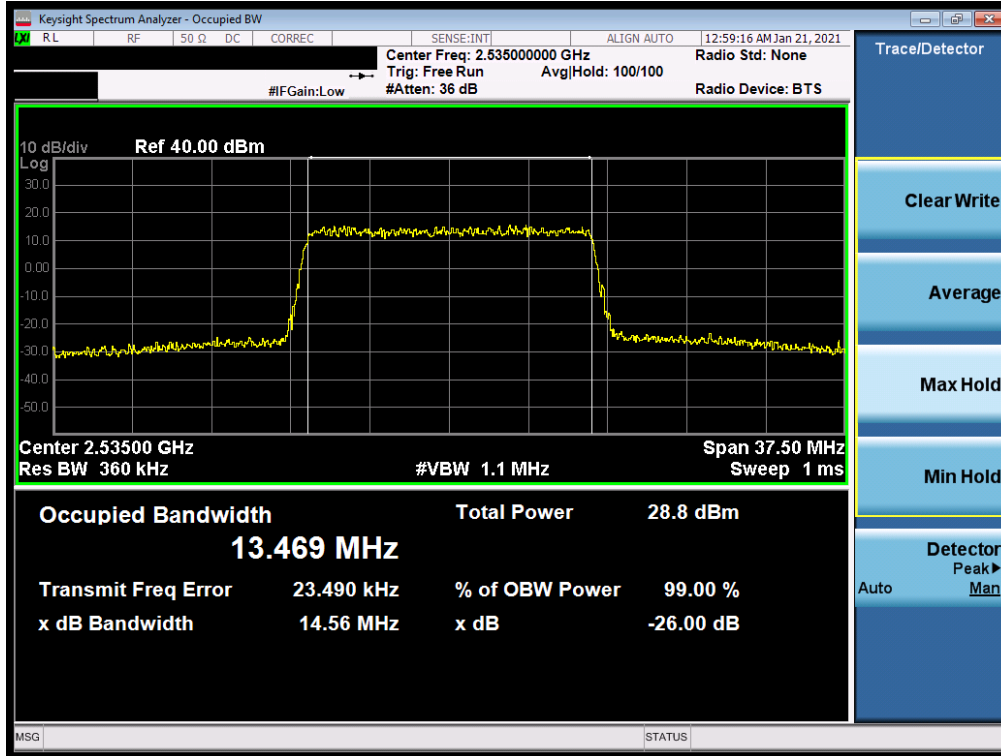 Keysight Spectrum Analyzer - Occupied BW
LXI RL RF 50 Ω DC CORREC SENSE:INT ALIGN AUTO 12:59:16 AM Jan 21, 2021
Center Freq: 2.535000000 GHz Radio Std: None
Trig: Free Run Avg|Hold: 100/100
#IFGain:Low #Atten: 36 dB Radio Device: BTS
10 dB/div Ref 40.00 dBm
Log
30.0
20.0
10.0
0.00
-10.0
-20.0
-30.0
-40.0
-50.0
Center 2.53500 GHz Span 37.50 MHz
Res BW 360 kHz #VBW 1.1 MHz Sweep 1 ms
Occupied Bandwidth Total Power 28.8 dBm
13.469 MHz
Transmit Freq Error 23.490 kHz % of OBW Power 99.00 %
x dB Bandwidth 14.56 MHz x dB -26.00 dB
MSG STATUS
Trace/Detector
Clear Write
Average
Max Hold
Min Hold
Detector
Peak▶
Auto Man